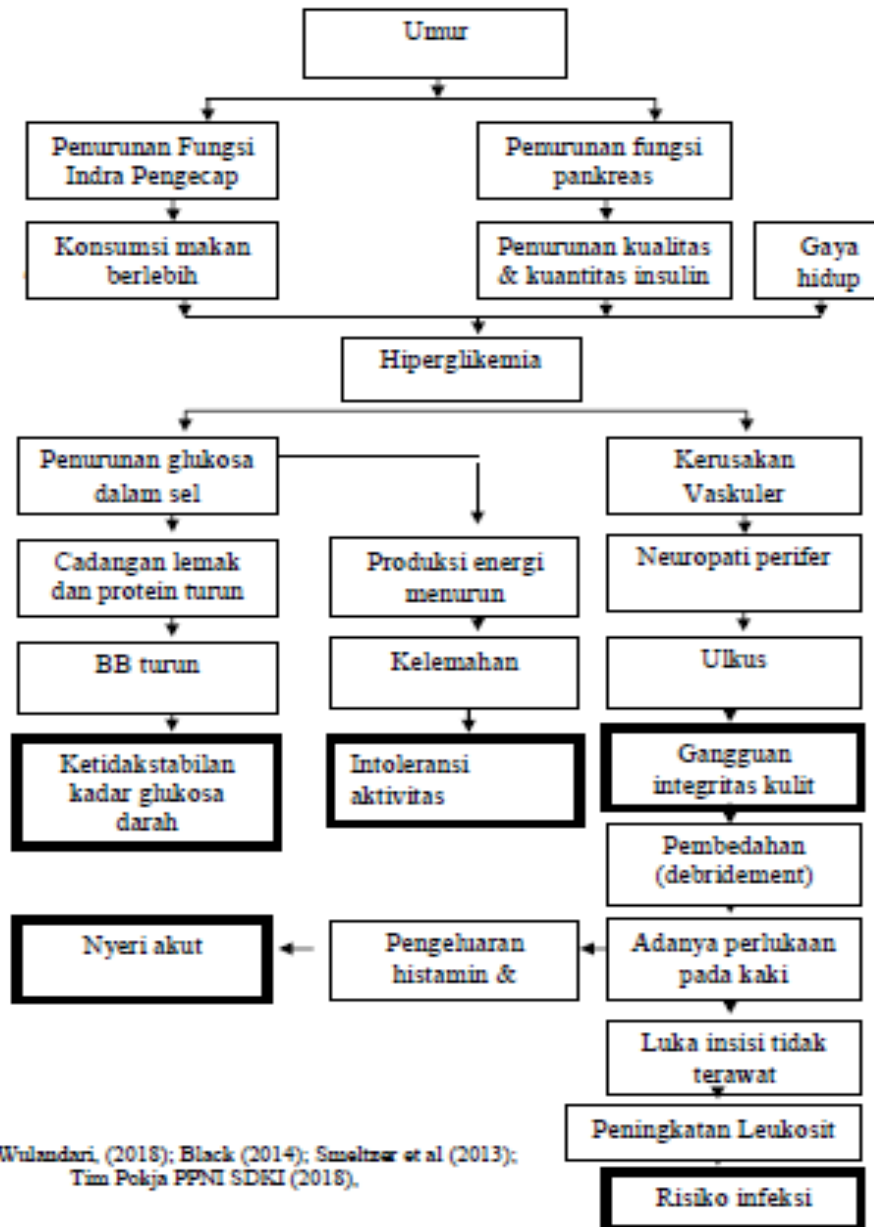 Umur
Penurunan Fungsi
Indra Pengecap
Penurunan fungsi
pankreas
Konsumsi makan
berlebih
Penurunan kualitas
& kuantitas insulin
Gaya
hidup
Hiperglikemia
Penurunan glukosa
dalam sel
Kerusakan
Vaskuler
Cadangan lemak
dan protein turun
Produksi energi
menurun
Neuropati perifer
BB turun
Kelemahan
Ulkus
Ketidakstabilan
kadar glukosa
darah
Intoleransi
aktivitas
Gangguan
integritas kulit
Pembedahan
(debridement)
Nyeri akut
Pengeluaran
histamin &
Adanya perlukaan
pada kaki
Luka insisi tidak
terawat
Peningkatan Leukosit
Risiko infeksi
Wulandari, (2018); Black (2014); Smeltzer et al (2013);
Tim Pokja PPNI SDKI (2018),